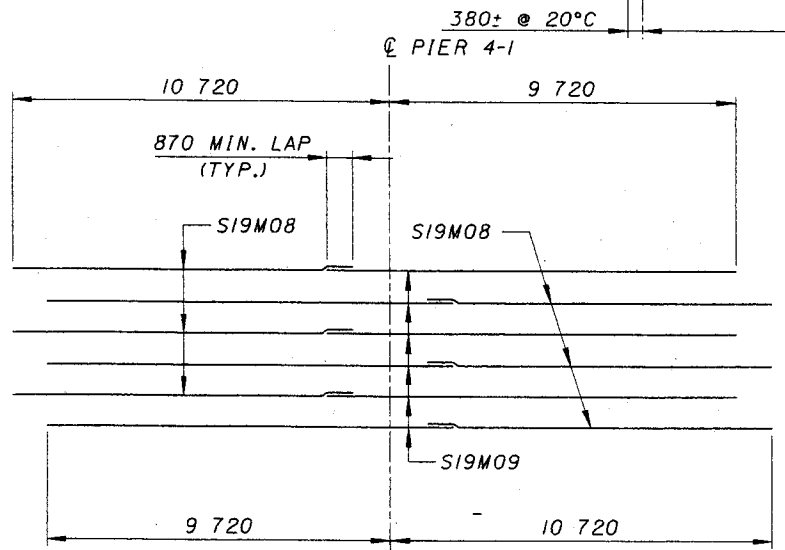 380± @ 20°C
℄ PIER 4-1
10 720
9 720
870 MIN. LAP
(TYP.)
S19M08
S19M08
S19M09
9 720
10 720